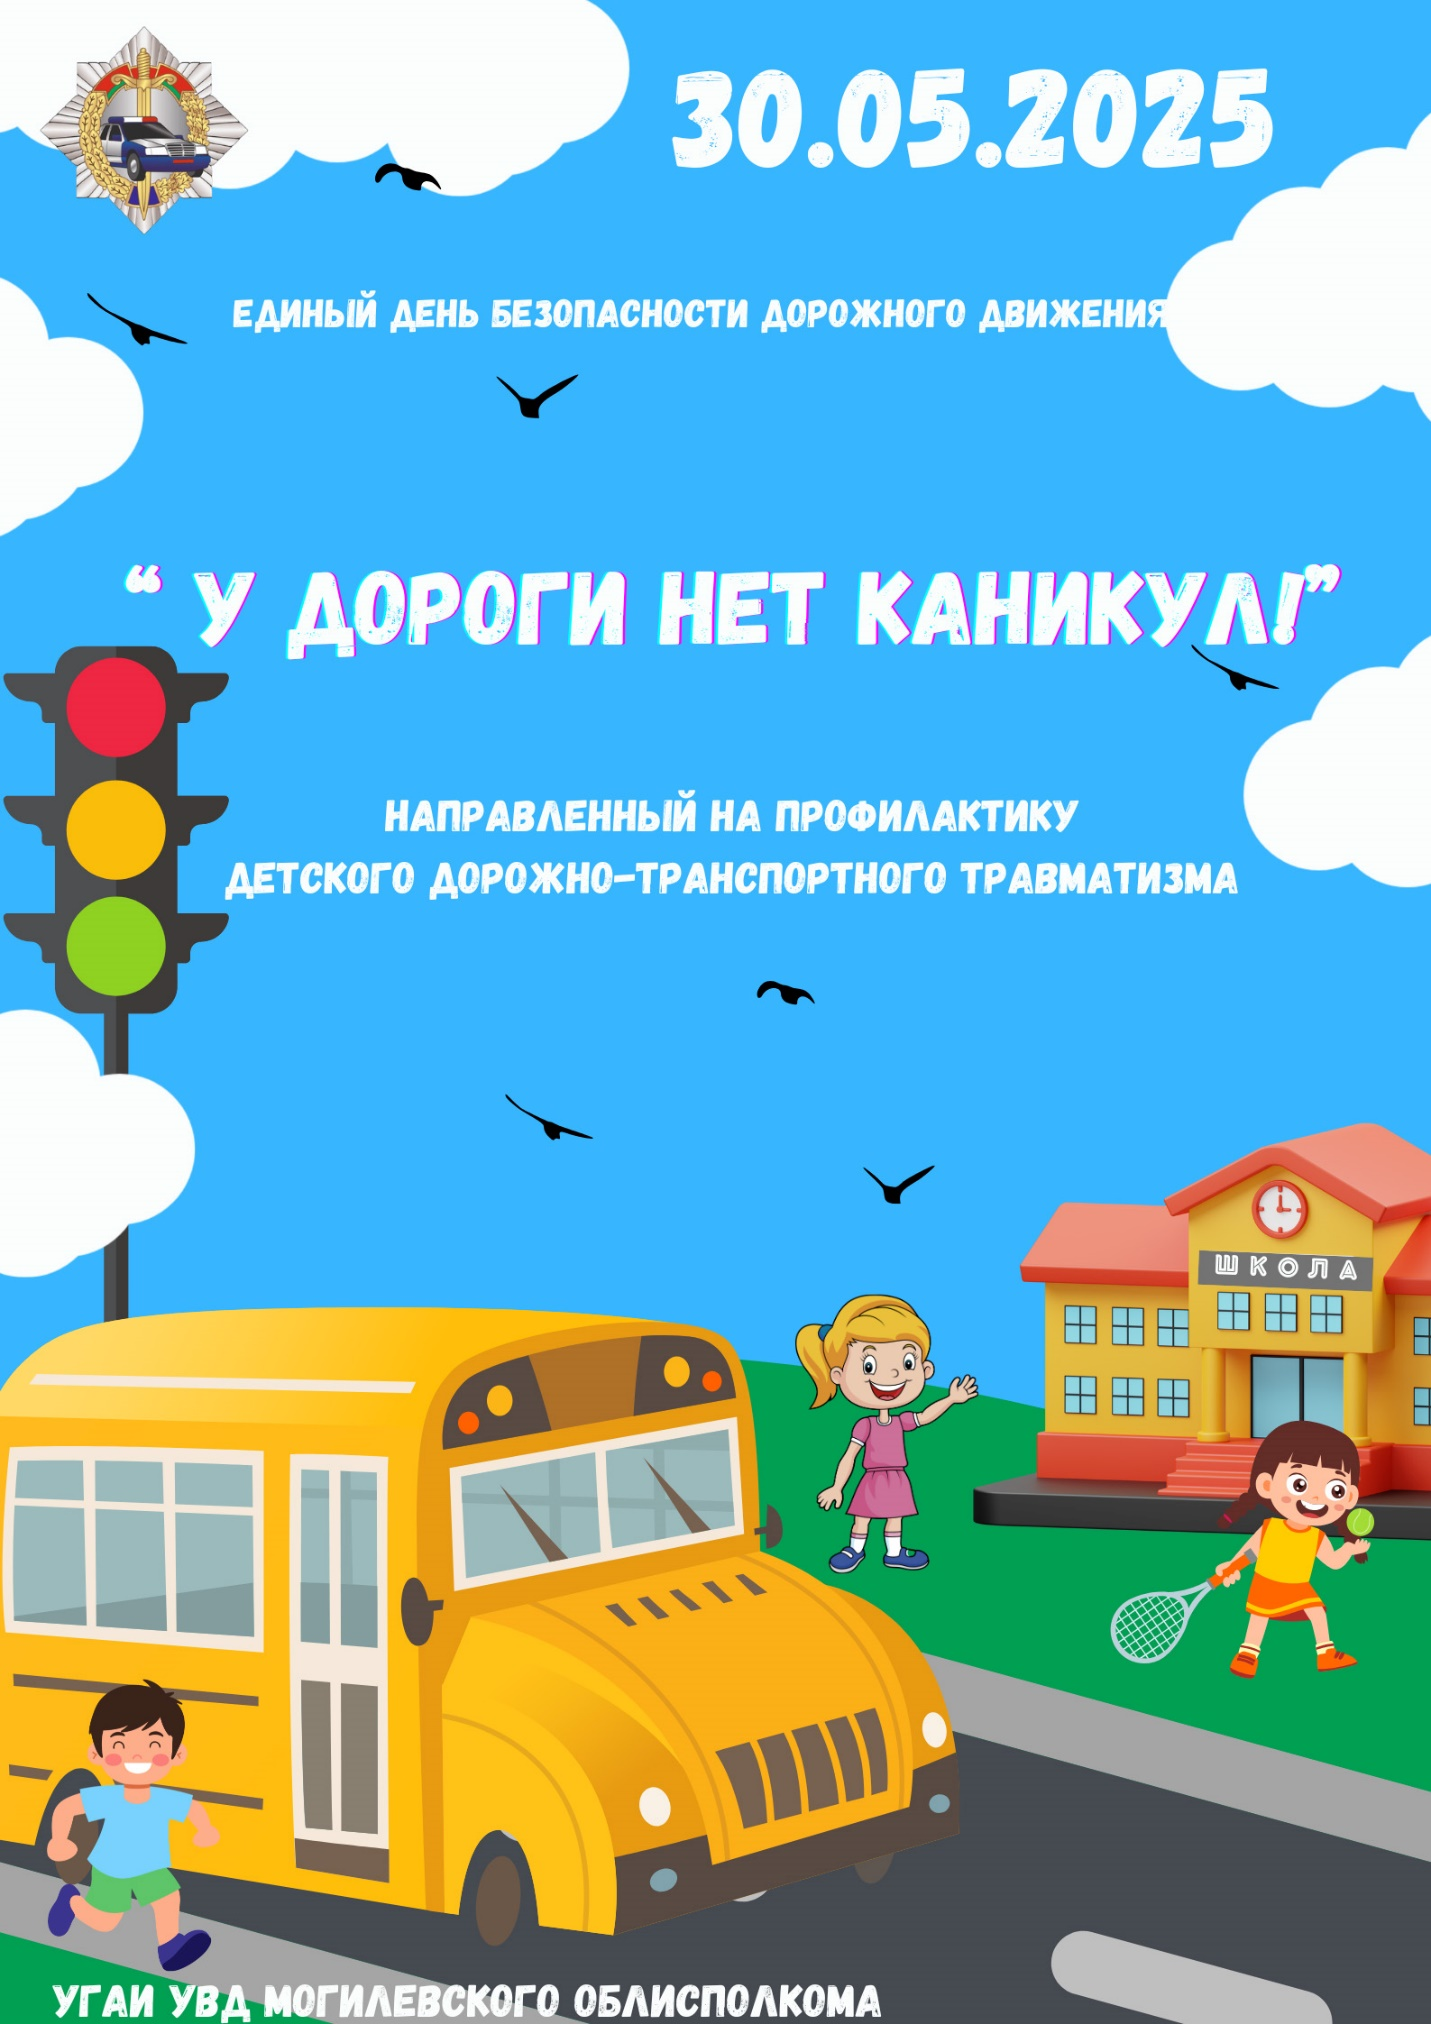 30.05.2025
ЕДИНЫЙ ДЕНЬ БЕЗОПАСНОСТИ ДОРОЖНОГО ДВИЖЕНИЯ
“ У ДОРОГИ НЕТ КАНИКУЛ!”
НАПРАВЛЕННЫЙ НА ПРОФИЛАКТИКУ
ДЕТСКОГО ДОРОЖНО-ТРАНСПОРТНОГО ТРАВМАТИЗМА
ШКОЛА
УГАИ УВД МОГИЛЕВСКОГО ОБЛИСПОЛКОМА